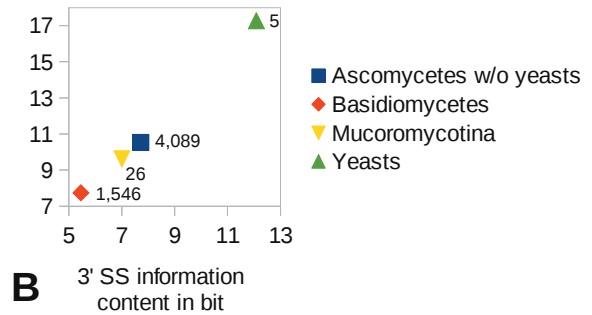 17
15
13
11
9
7
5
4,089
26
1,546
5 7 9 11 13
Ascomycetes w/o yeasts
Basidiomycetes
Mucoromycotina
Yeasts
B
3' SS information
content in bit